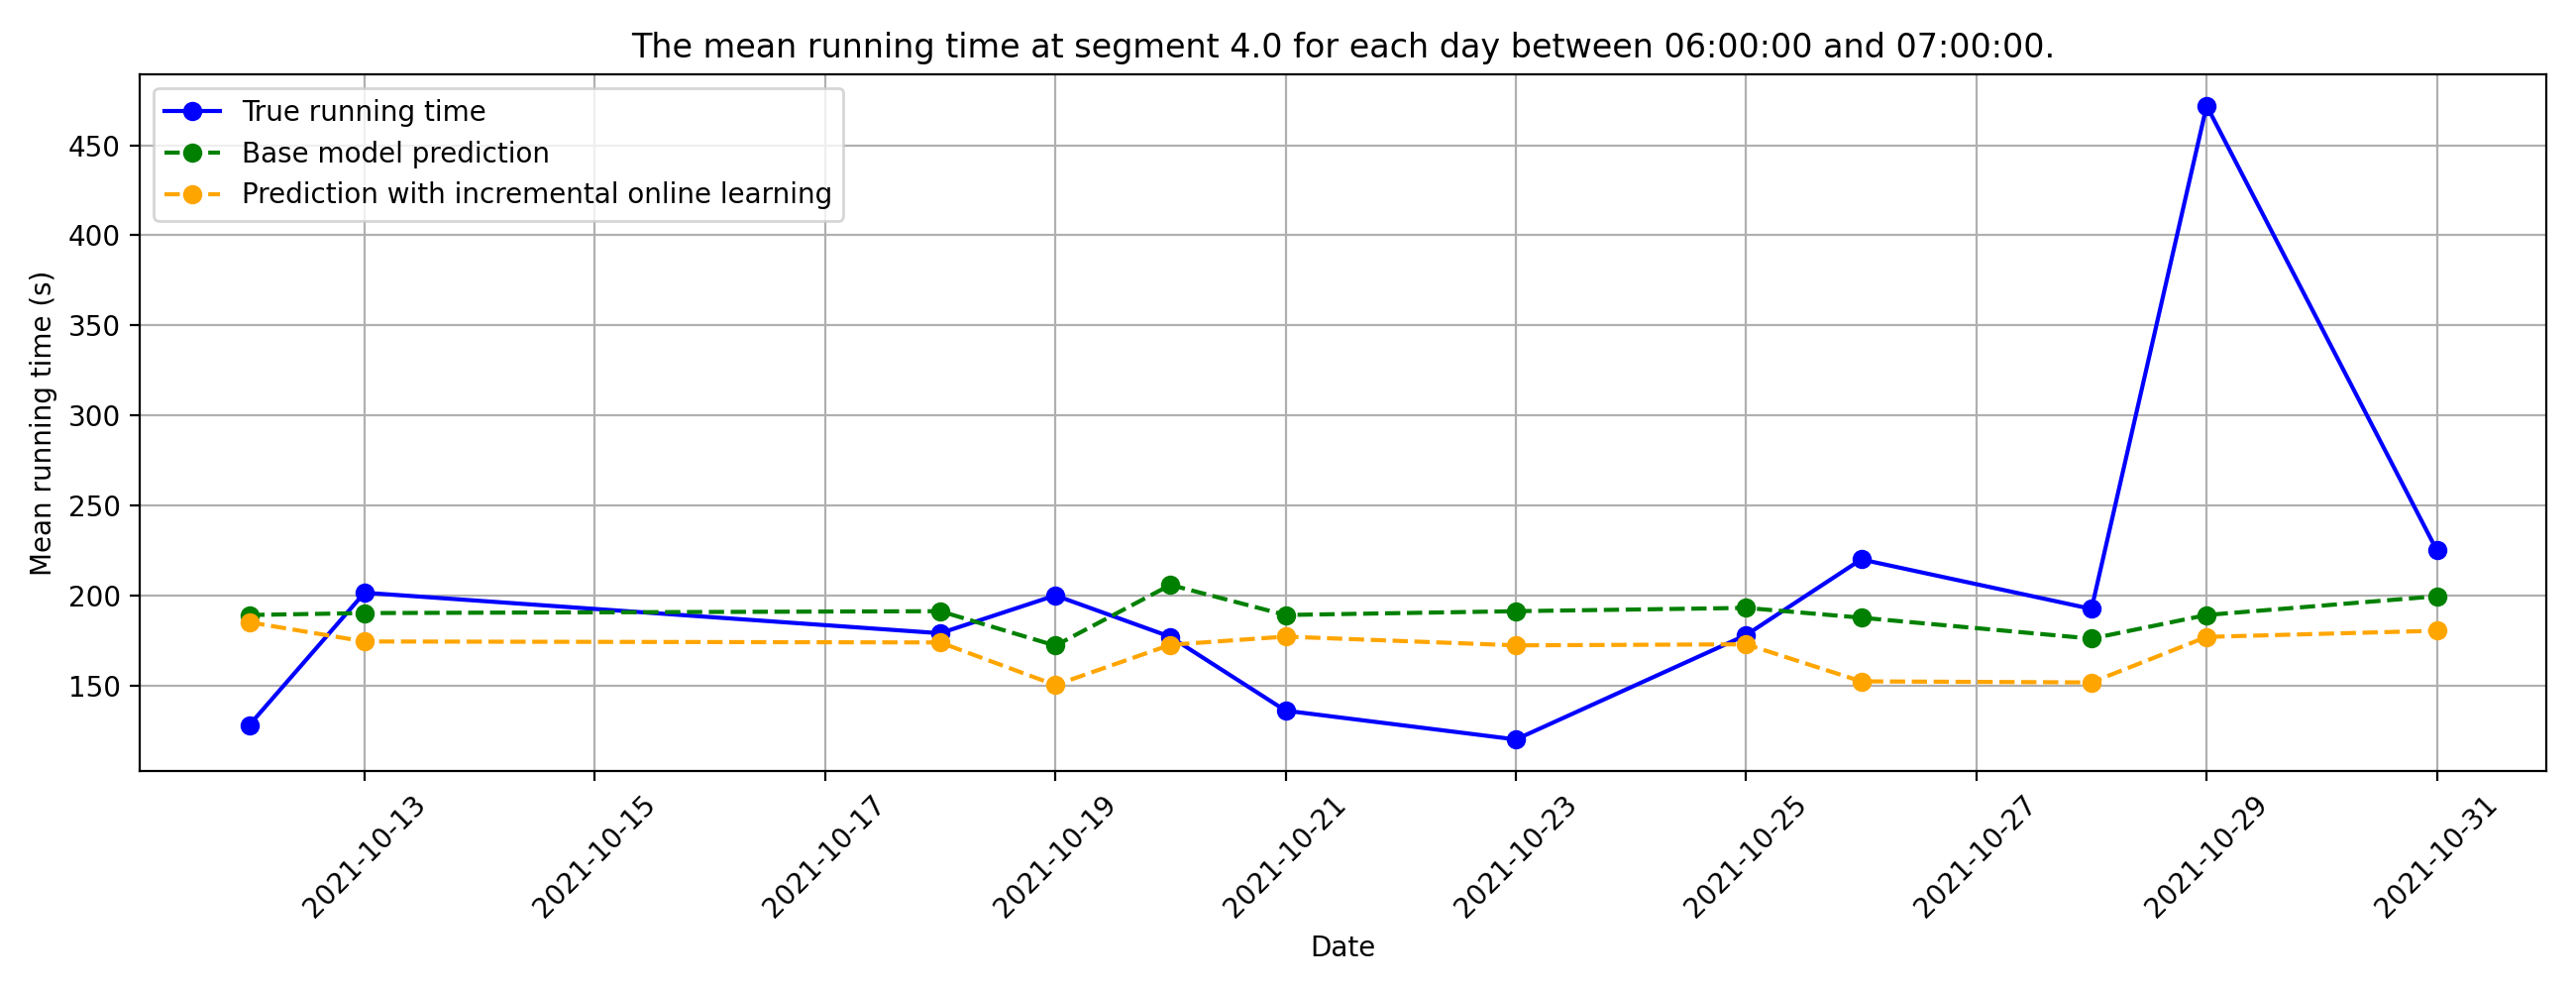 The mean running time at segment 4.0 for each day between 06:00:00 and 07:00:00.
True running time
Base model prediction
Prediction with incremental online learning
Mean running time (s)
450
400
350
300
250
200
150
2021-10-13
2021-10-15
2021-10-17
2021-10-19
2021-10-21
2021-10-23
2021-10-25
2021-10-27
2021-10-29
2021-10-31
Date